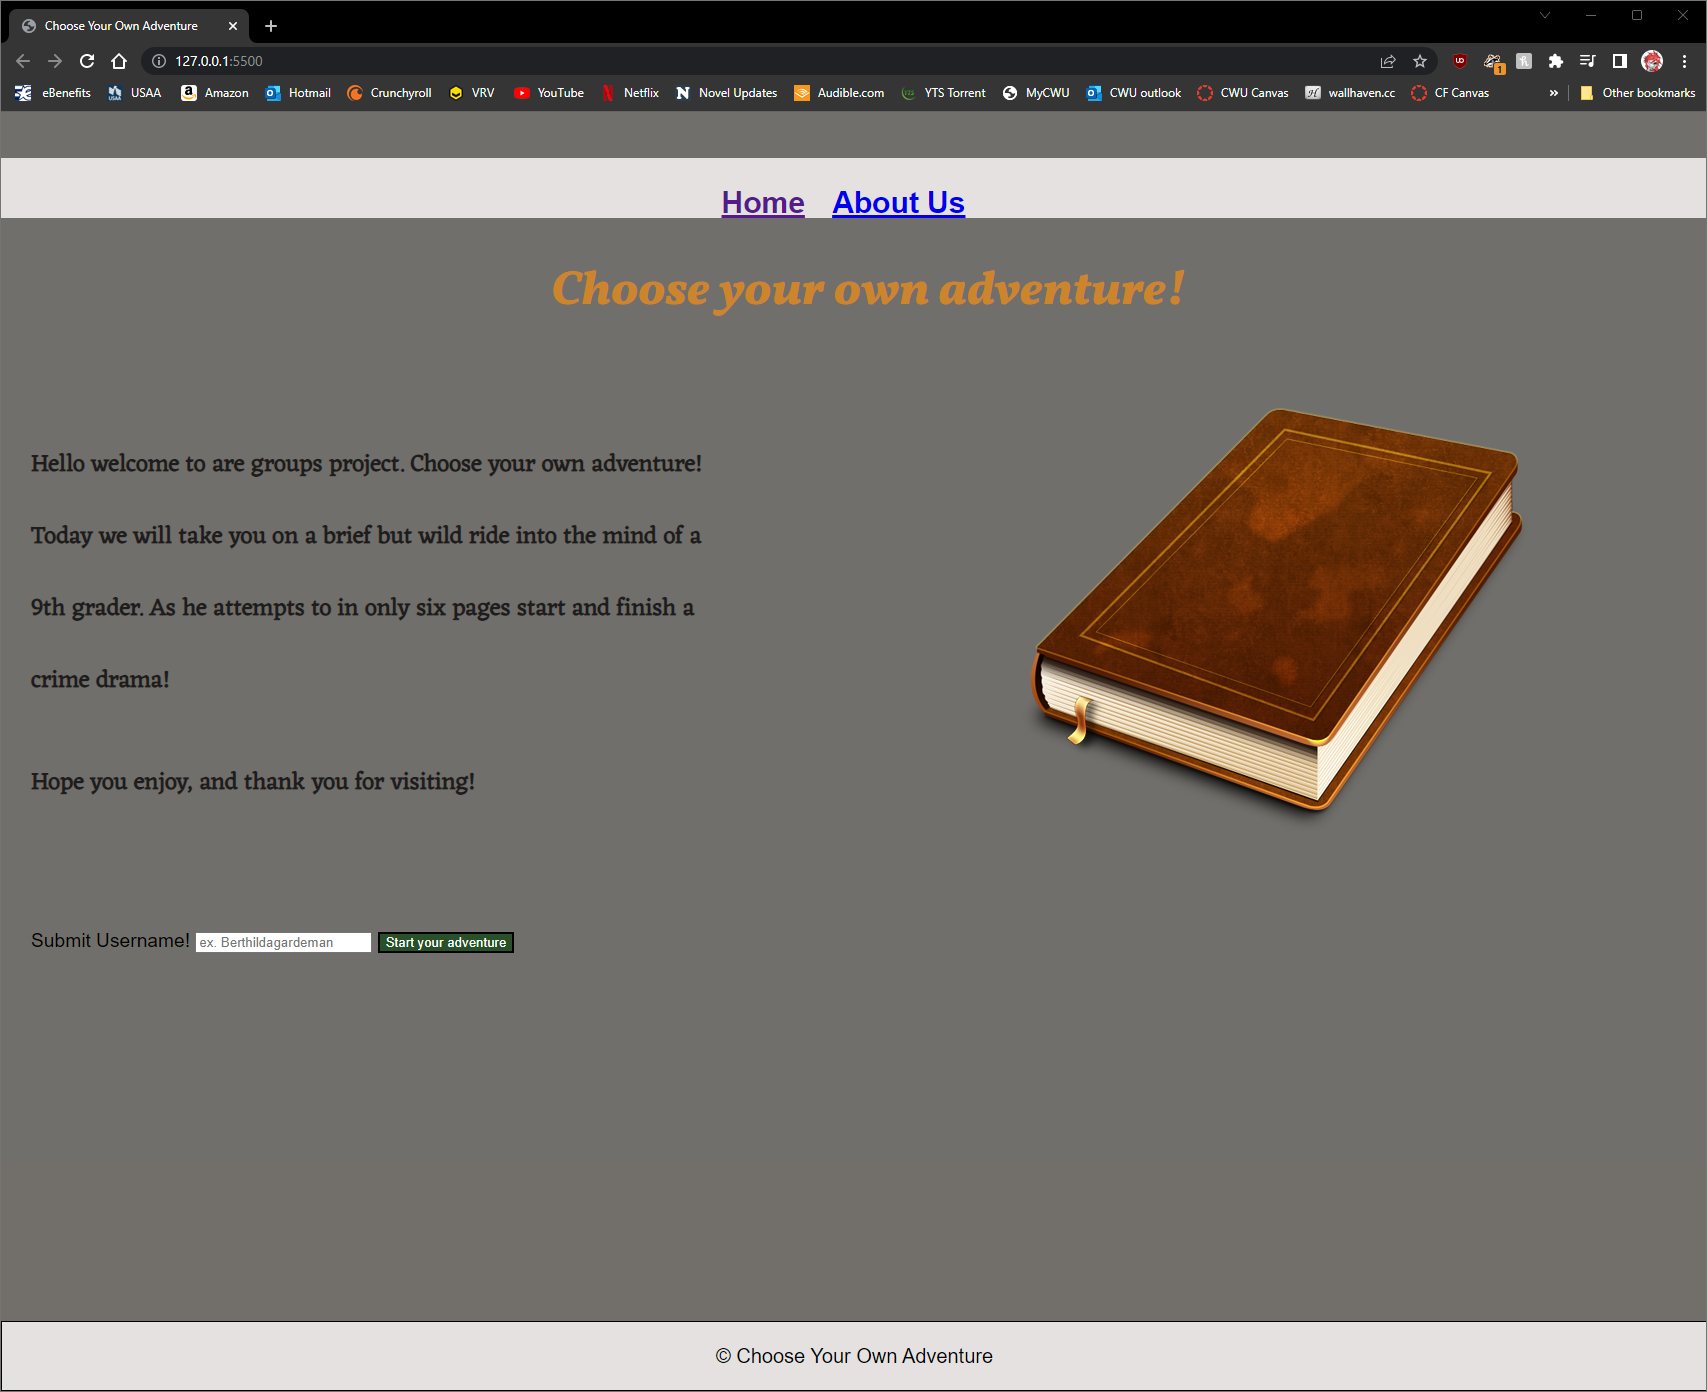 Choose Your Own Adventure
127.0.0.1:5500
eBenefits USAA Amazon Hotmail Crunchyroll VRV YouTube Netflix Novel Updates Audible.com YTS Torrent MyCWU CWU outlook CWU Canvas wallhaven.cc CF Canvas » Other bookmarks
Home About Us
Choose your own adventure!
Hello welcome to are groups project. Choose your own adventure!
Today we will take you on a brief but wild ride into the mind of a
9th grader. As he attempts to in only six pages start and finish a
crime drama!
Hope you enjoy, and thank you for visiting!
Submit Username! ex. Berthildagardeman Start your adventure
© Choose Your Own Adventure